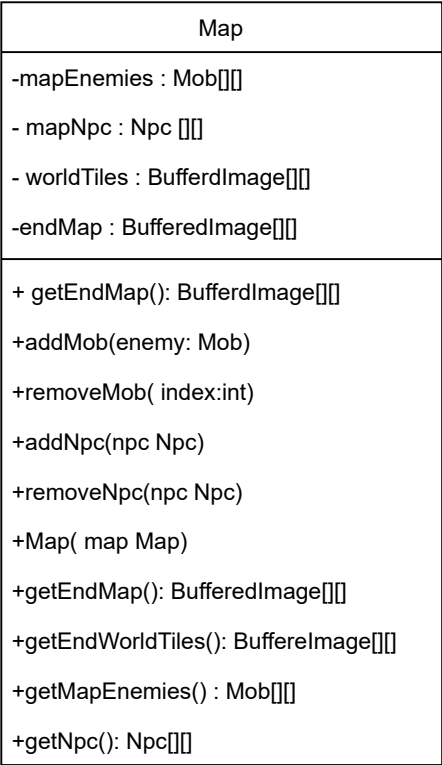 Map
-mapEnemies : Mob[][]
- mapNpc : Npc [][]
- worldTiles : BufferdImage[][]
-endMap : BufferedImage[][]
+ getEndMap(): BufferdImage[][]
+addMob(enemy: Mob)
+removeMob( index:int)
+addNpc(npc Npc)
+removeNpc(npc Npc)
+Map( map Map)
+getEndMap(): BufferedImage[][]
+getEndWorldTiles(): BuffereImage[][]
+getMapEnemies() : Mob[][]
+getNpc(): Npc[][]